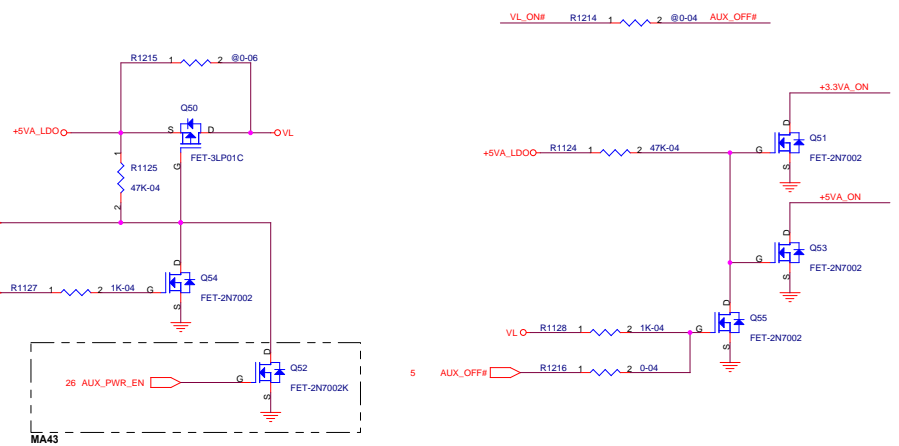 VL_ON# R1214 1 2 @0-04 AUX_OFF#
R1215 1 2 @0-06
+3.3VA_ON
Q50
D
+5VA_LDO S D VL
Q51
G
FET-3LP01C
+5VA_LDO R1124 1 2 47K-04
FET-2N7002
1
G
S
R1125
47K-04
+5VA_ON
2
D
Q53
G
D
FET-2N7002
Q54
S
R1127 1 2 1K-04 G
FET-2N7002
D
S
Q55
VL R1128 1 2 1K-04 G
FET-2N7002
S
D
Q52
5 AUX_OFF# R1216 1 2 0-04
26 AUX_PWR_EN G
FET-2N7002K
S
MA43